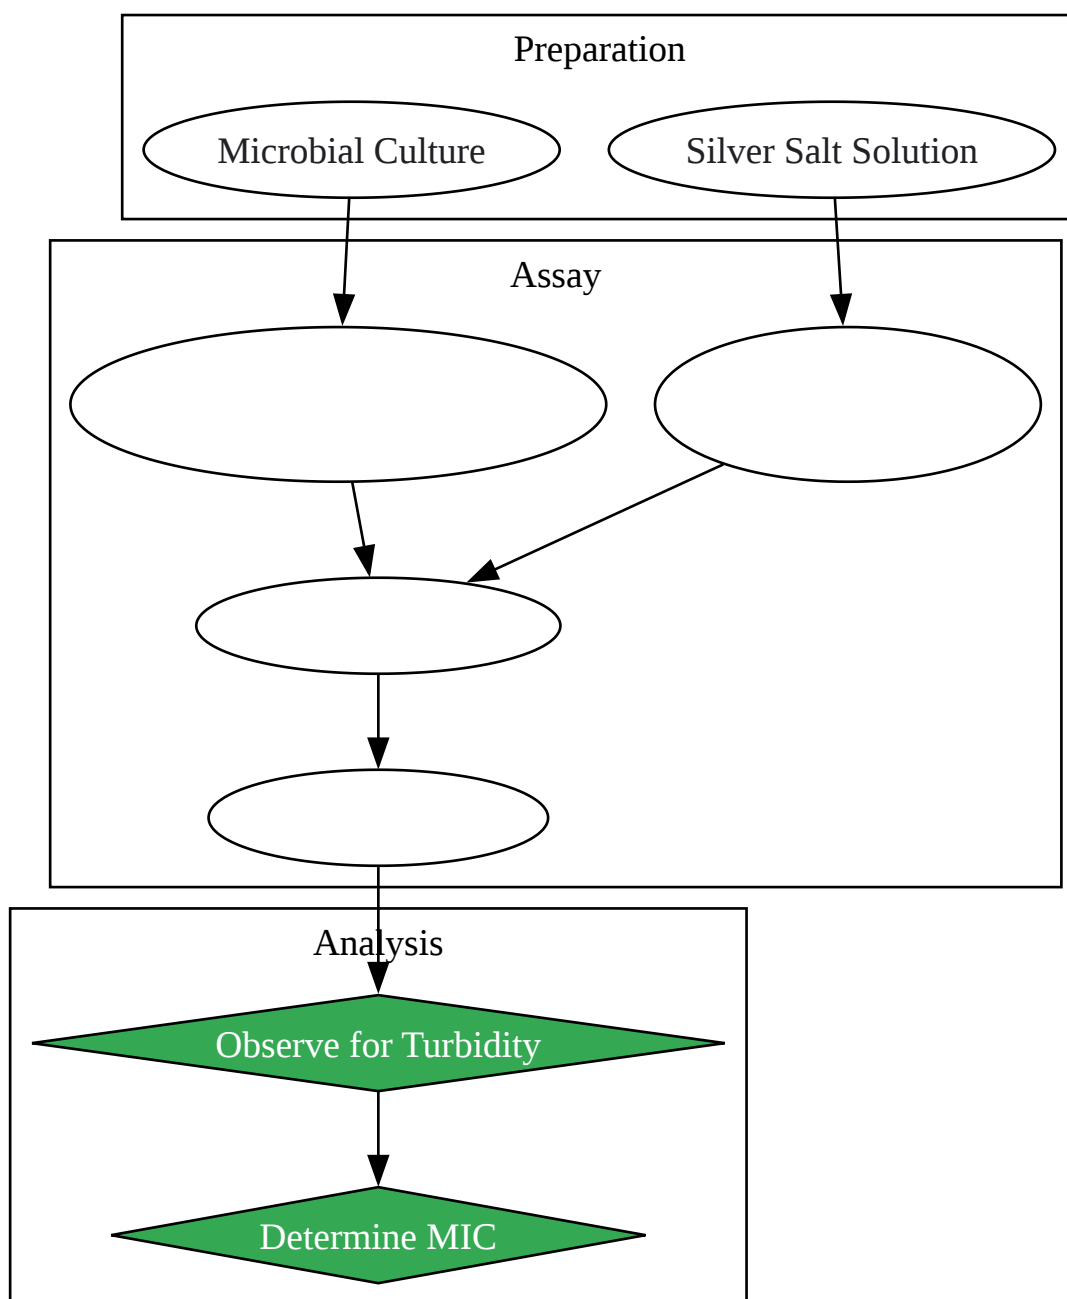 Preparation
Microbial Culture
Silver Salt Solution
Assay
Analysis
Observe for Turbidity
Determine MIC